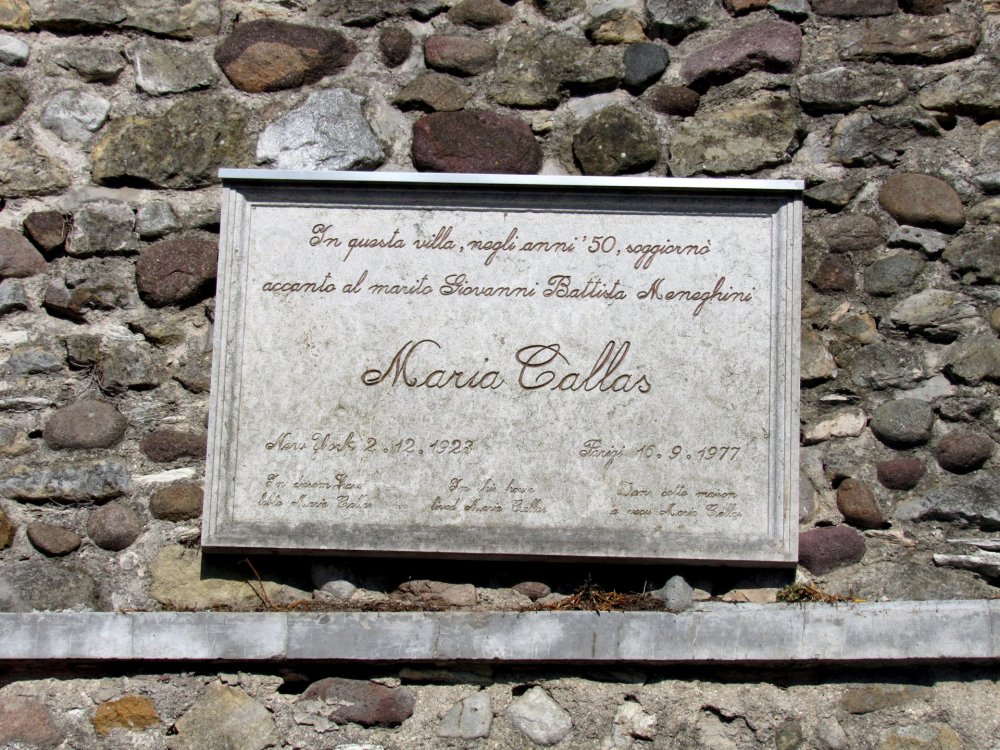 In questa villa, negli anni '50, soggiornò
accanto al marito Giovanni Battista Meneghini
Maria Callas
New York 2.12.1923
Parigi 16.9.1977
In diesem Haus
lebte Maria Callas
In this house
lived Maria Callas
Dans cette maison
a vecu Maria Callas